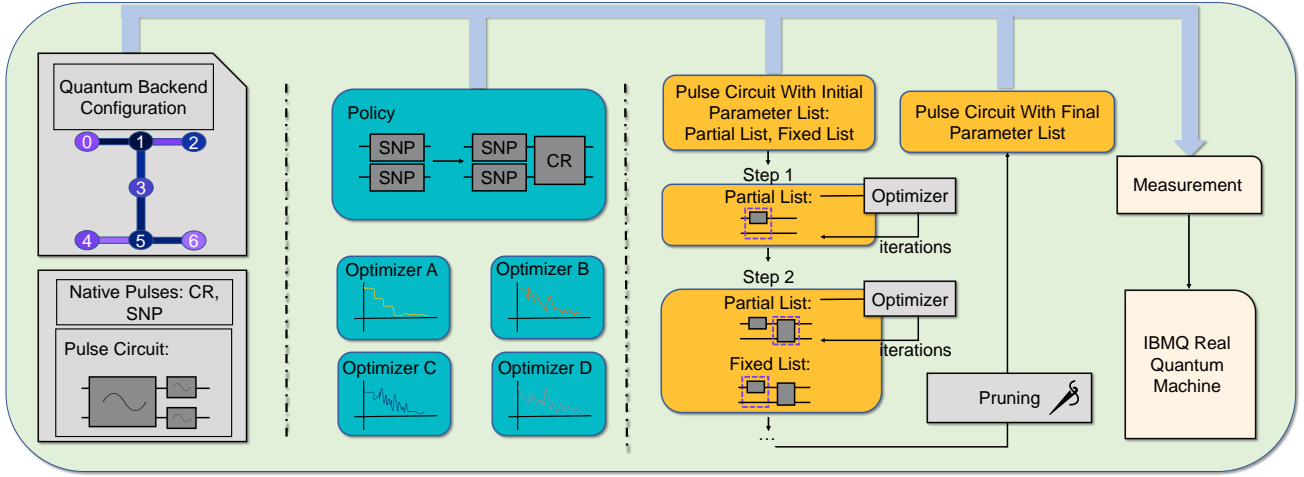 Quantum Backend
Configuration
0
1
2
3
4
5
6
Native Pulses: CR,
SNP
Pulse Circuit:
Policy
SNP
SNP
SNP
SNP
CR
Optimizer A
Optimizer B
Optimizer C
Optimizer D
Pulse Circuit With Initial
Parameter List:
Partial List, Fixed List
Step 1
Partial List:
Optimizer
iterations
Step 2
Partial List:
Optimizer
iterations
Fixed List:
...
Pruning
Pulse Circuit With Final
Parameter List
Measurement
IBMQ Real
Quantum
Machine